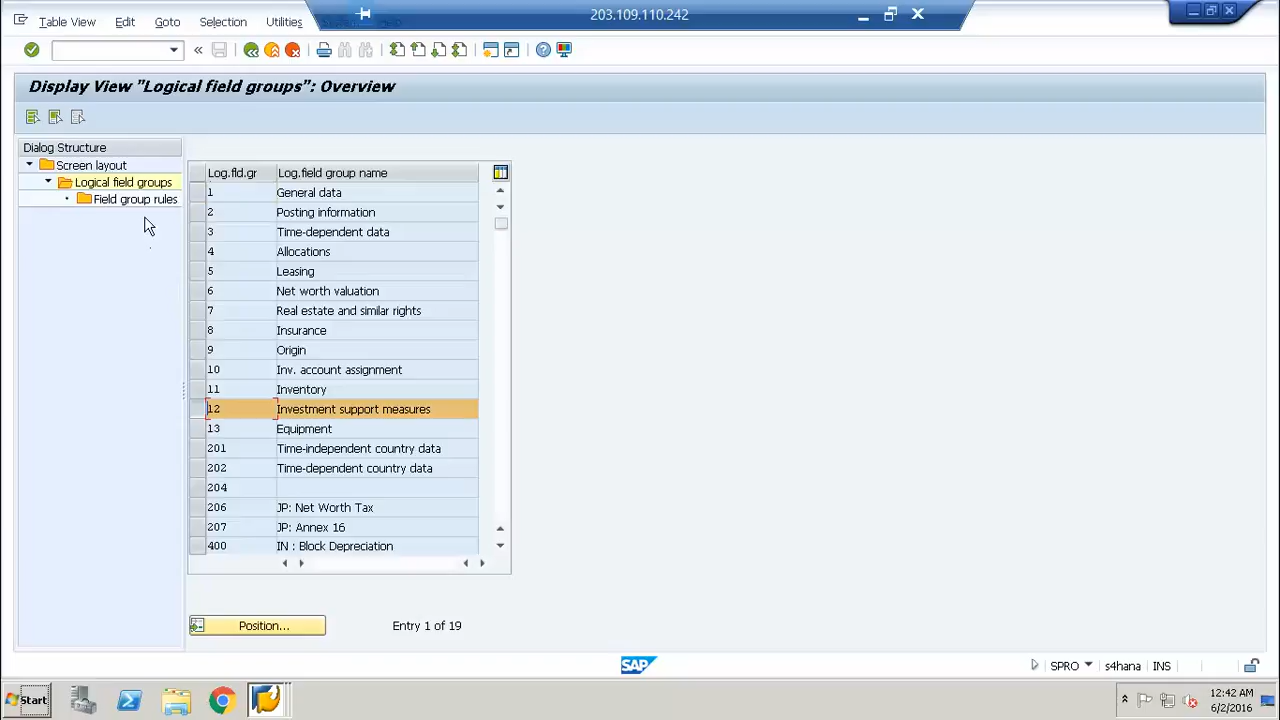 203.109.110.242
Table View Edit Goto Selection Utilities
Display View "Logical field groups": Overview
Dialog Structure
Screen layout
Logical field groups
Field group rules
Log.fld.gr Log.field group name
1 General data
2 Posting information
3 Time-dependent data
4 Allocations
5 Leasing
6 Net worth valuation
7 Real estate and similar rights
8 Insurance
9 Origin
10 Inv. account assignment
11 Inventory
12 Investment support measures
13 Equipment
201 Time-independent country data
202 Time-dependent country data
204
206 JP: Net Worth Tax
207 JP: Annex 16
400 IN : Block Depreciation
Position... Entry 1 of 19
SAP
SPRO s4hana INS
Start
12:42 AM
6/2/2016